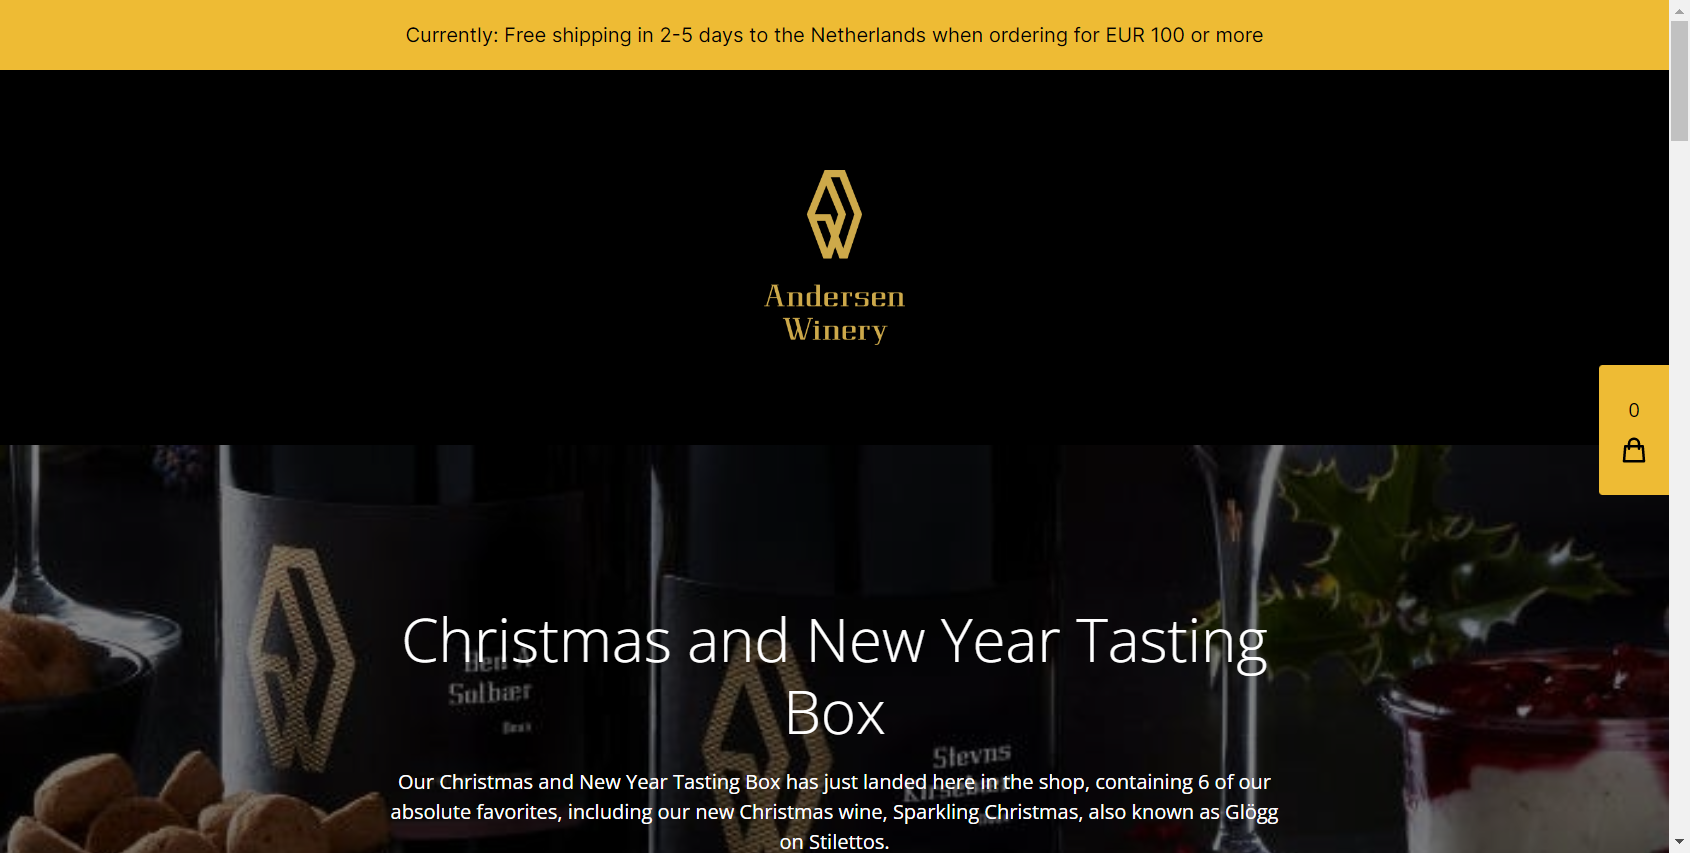 Currently: Free shipping in 2-5 days to the Netherlands when ordering for EUR 100 or more
Andersen
Winery
0
Christmas and New Year Tasting
Box
Solbær
Stevns
Our Christmas and New Year Tasting Box has just landed here in the shop, containing 6 of our
absolute favorites, including our new Christmas wine, Sparkling Christmas, also known as Glögg
on Stilettos.